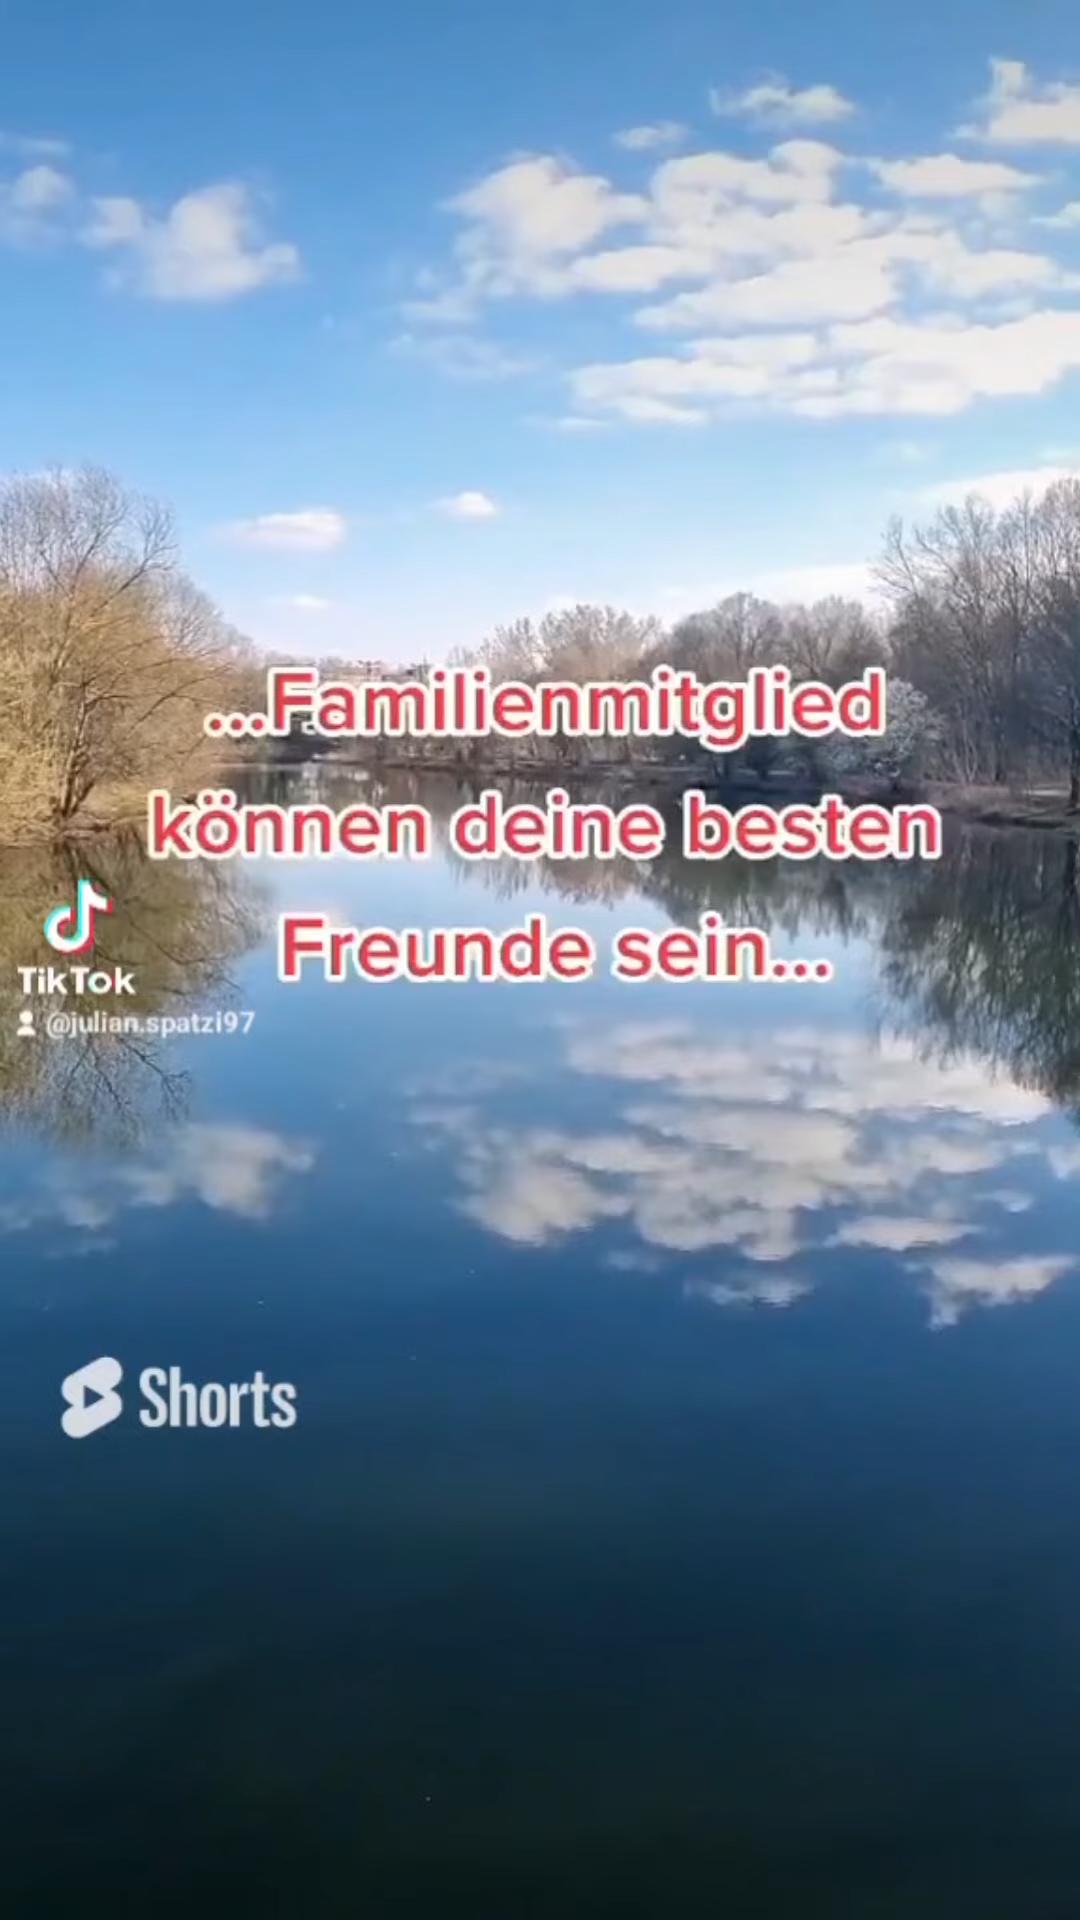 ...Familienmitglied
können deine besten
Freunde sein...
TikTok
@julian.spatzi97
Shorts